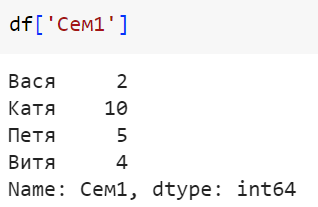 df['Сем1']
Вася 2
Катя 10
Петя 5
Витя 4
Name: Сем1, dtype: int64